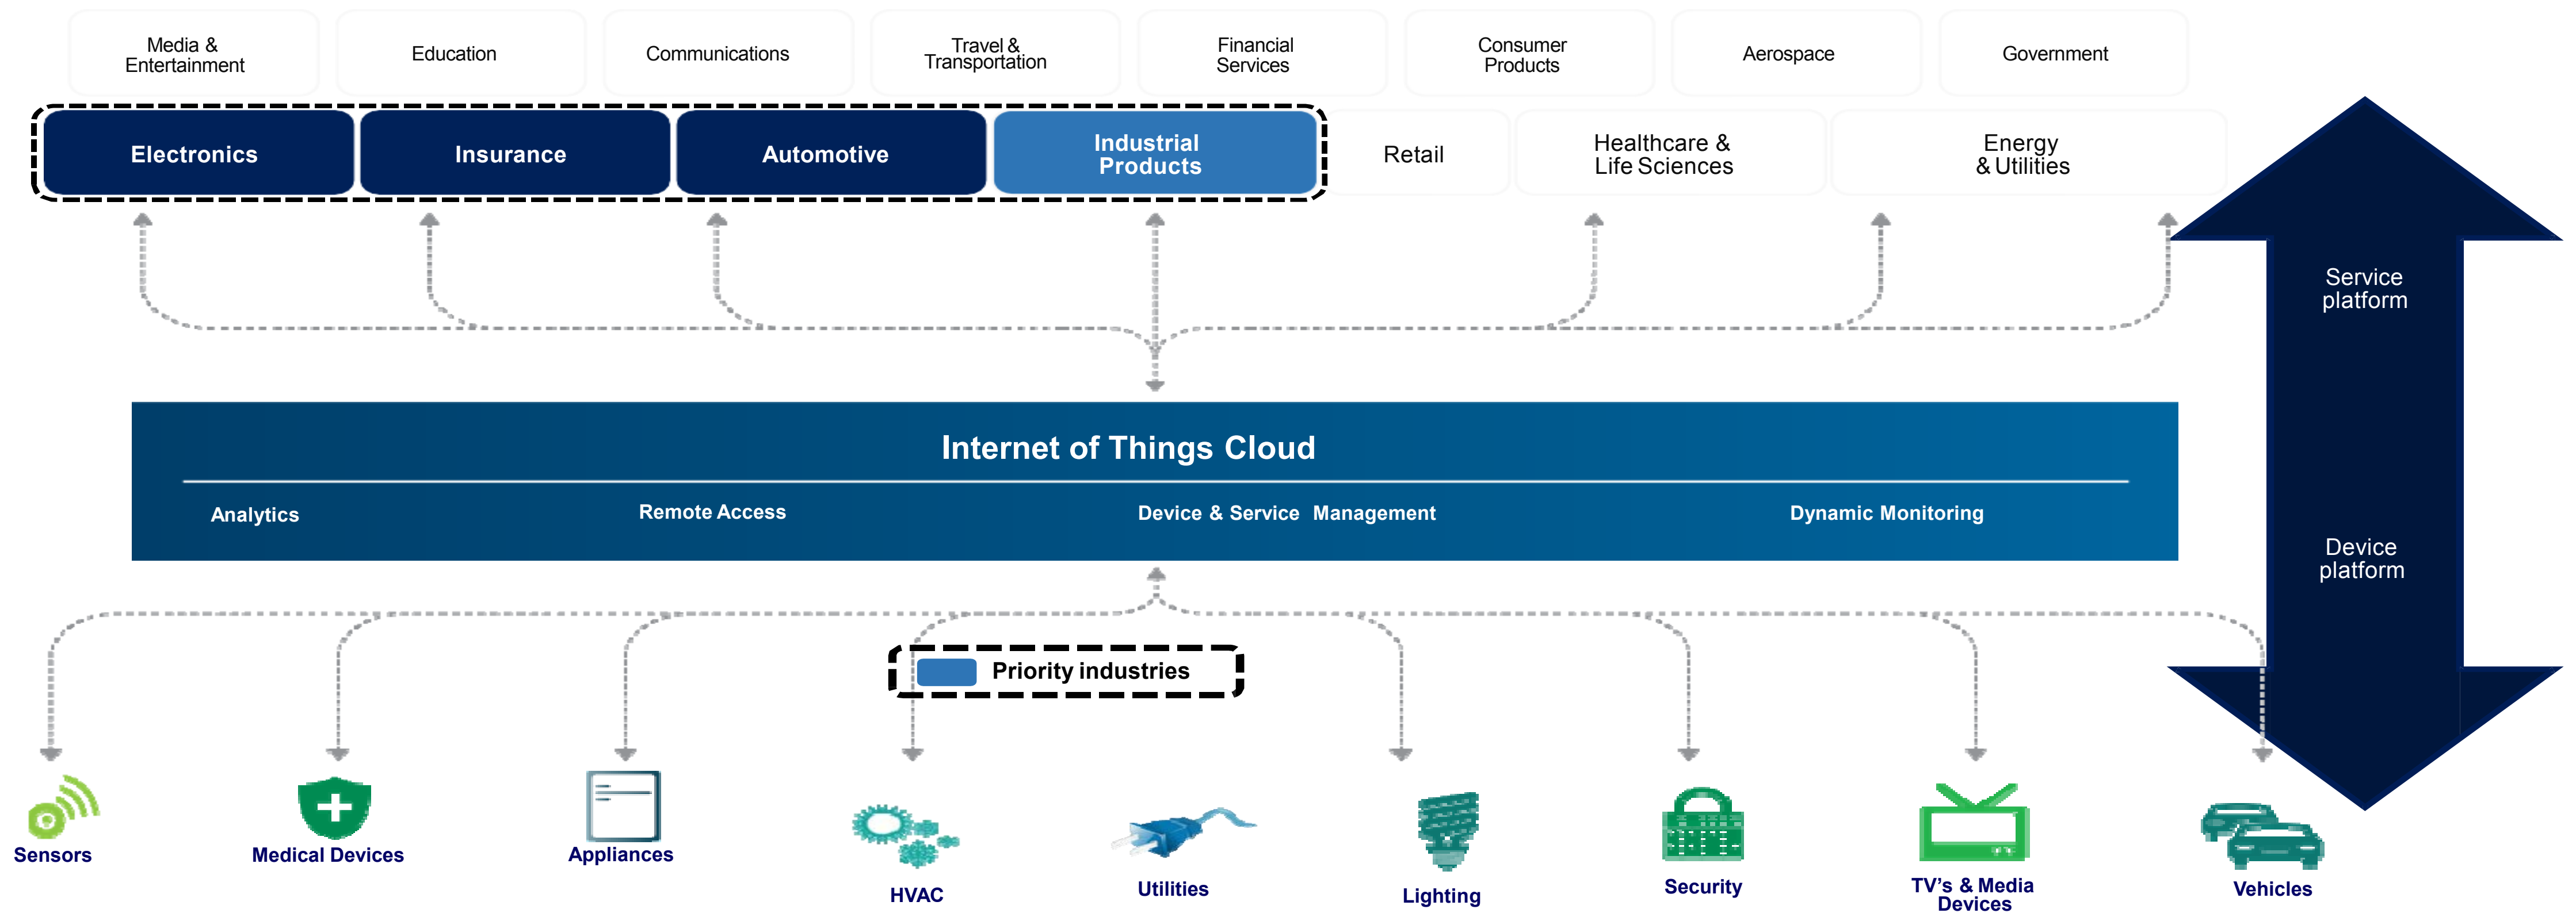 Media &
Entertainment
Education
Communications
Travel &
Transportation
Financial
Services
Consumer
Products
Aerospace
Government
Electronics
Insurance
Automotive
Industrial
Products
Retail
Healthcare &
Life Sciences
Energy
& Utilities
Service
platform
Internet of Things Cloud
Analytics
Remote Access
Device & Service Management
Dynamic Monitoring
Device
platform
Priority industries
Sensors
Medical Devices
Appliances
HVAC
Utilities
Lighting
Security
TV's & Media
Devices
Vehicles